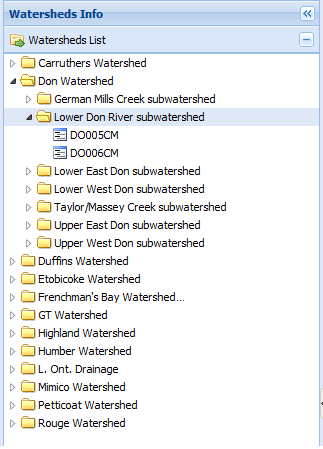 Watersheds Info
Watersheds List
Carruthers Watershed
Don Watershed
German Mills Creek subwatershed
Lower Don River subwatershed
DO005CM
DO006CM
Lower East Don subwatershed
Lower West Don subwatershed
Taylor/Massey Creek subwatershed
Upper East Don subwatershed
Upper West Don subwatershed
Duffins Watershed
Etobicoke Watershed
Frenchman's Bay Watershed...
GT Watershed
Highland Watershed
Humber Watershed
L. Ont. Drainage
Mimico Watershed
Petticoat Watershed
Rouge Watershed